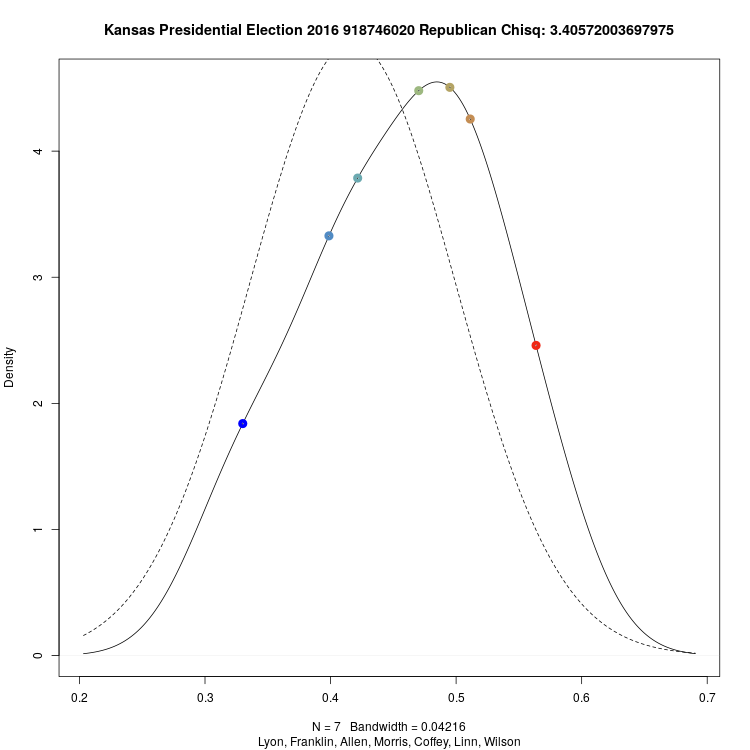 Kansas Presidential Election 2016 918746020 Republican Chisq: 3.40572003697975
Density
4
3
2
1
0
0.2 0.3 0.4 0.5 0.6 0.7
N = 7 Bandwidth = 0.04216
Lyon, Franklin, Allen, Morris, Coffey, Linn, Wilson